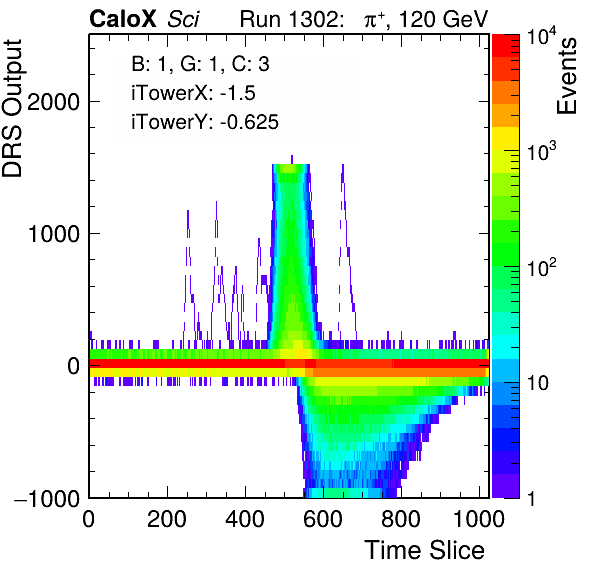 CaloX Sci Run 1302: π⁺, 120 GeV
B: 1, G: 1, C: 3
iTowerX: -1.5
iTowerY: -0.625
DRS Output
2000
1000
0
−1000
0 200 400 600 800 1000
Time Slice
Events
10⁴
10³
10²
10
1